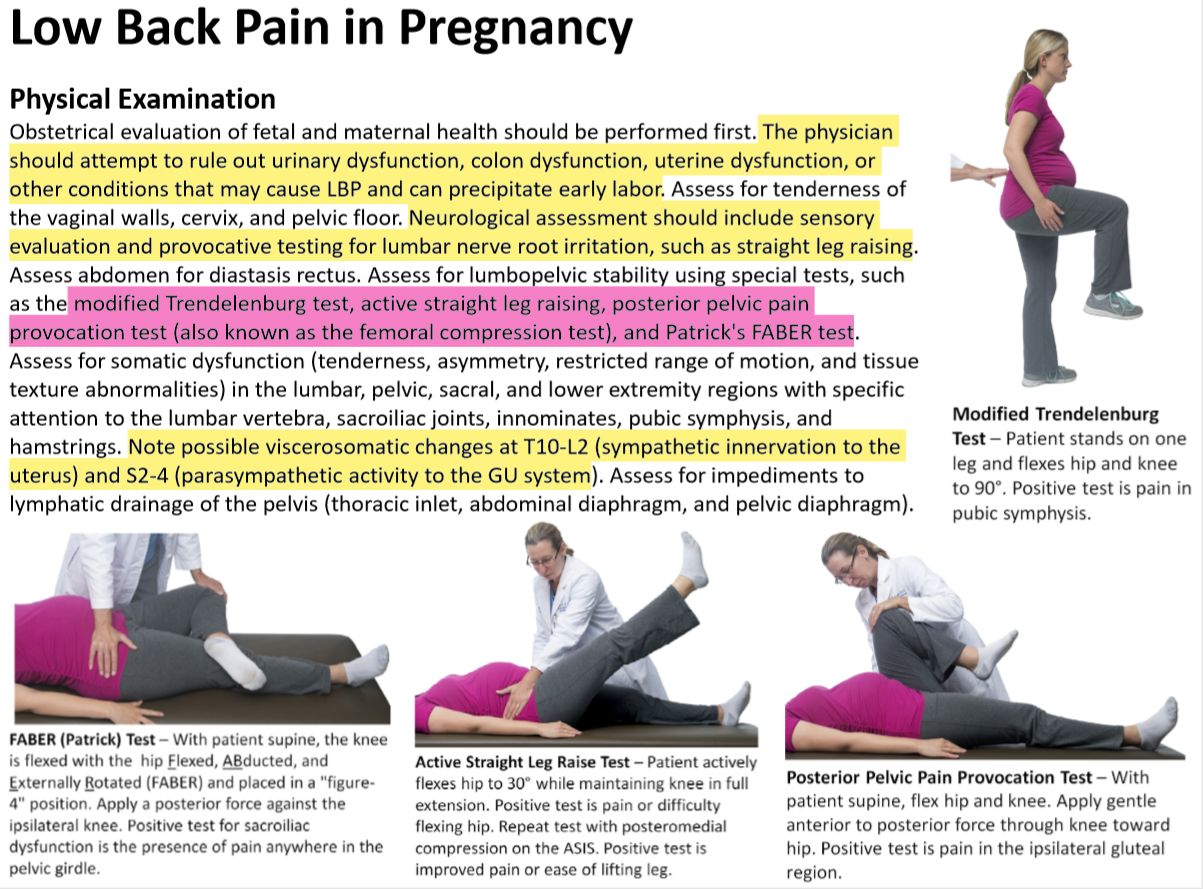 Low Back Pain in Pregnancy
Physical Examination
Obstetrical evaluation of fetal and maternal health should be performed first. The physician
should attempt to rule out urinary dysfunction, colon dysfunction, uterine dysfunction, or
other conditions that may cause LBP and can precipitate early labor. Assess for tenderness of
the vaginal walls, cervix, and pelvic floor. Neurological assessment should include sensory
evaluation and provocative testing for lumbar nerve root irritation, such as straight leg raising.
Assess abdomen for diastasis rectus. Assess for lumbopelvic stability using special tests, such
as the modified Trendelenburg test, active straight leg raising, posterior pelvic pain
provocation test (also known as the femoral compression test), and Patrick's FABER test.
Assess for somatic dysfunction (tenderness, asymmetry, restricted range of motion, and tissue
texture abnormalities) in the lumbar, pelvic, sacral, and lower extremity regions with specific
attention to the lumbar vertebra, sacroiliac joints, innominates, pubic symphysis, and
hamstrings. Note possible viscerosomatic changes at T10-L2 (sympathetic innervation to the
uterus) and S2-4 (parasympathetic activity to the GU system). Assess for impediments to
lymphatic drainage of the pelvis (thoracic inlet, abdominal diaphragm, and pelvic diaphragm).
Modified Trendelenburg
Test – Patient stands on one
leg and flexes hip and knee
to 90°. Positive test is pain in
pubic symphysis.
FABER (Patrick) Test – With patient supine, the knee
is flexed with the hip Flexed, ABducted, and
Externally Rotated (FABER) and placed in a "figure-
4" position. Apply a posterior force against the
ipsilateral knee. Positive test for sacroiliac
dysfunction is the presence of pain anywhere in the
pelvic girdle.
Active Straight Leg Raise Test – Patient actively
flexes hip to 30° while maintaining knee in full
extension. Positive test is pain or difficulty
flexing hip. Repeat test with posteromedial
compression on the ASIS. Positive test is
improved pain or ease of lifting leg.
Posterior Pelvic Pain Provocation Test – With
patient supine, flex hip and knee. Apply gentle
anterior to posterior force through knee toward
hip. Positive test is pain in the ipsilateral gluteal
region.